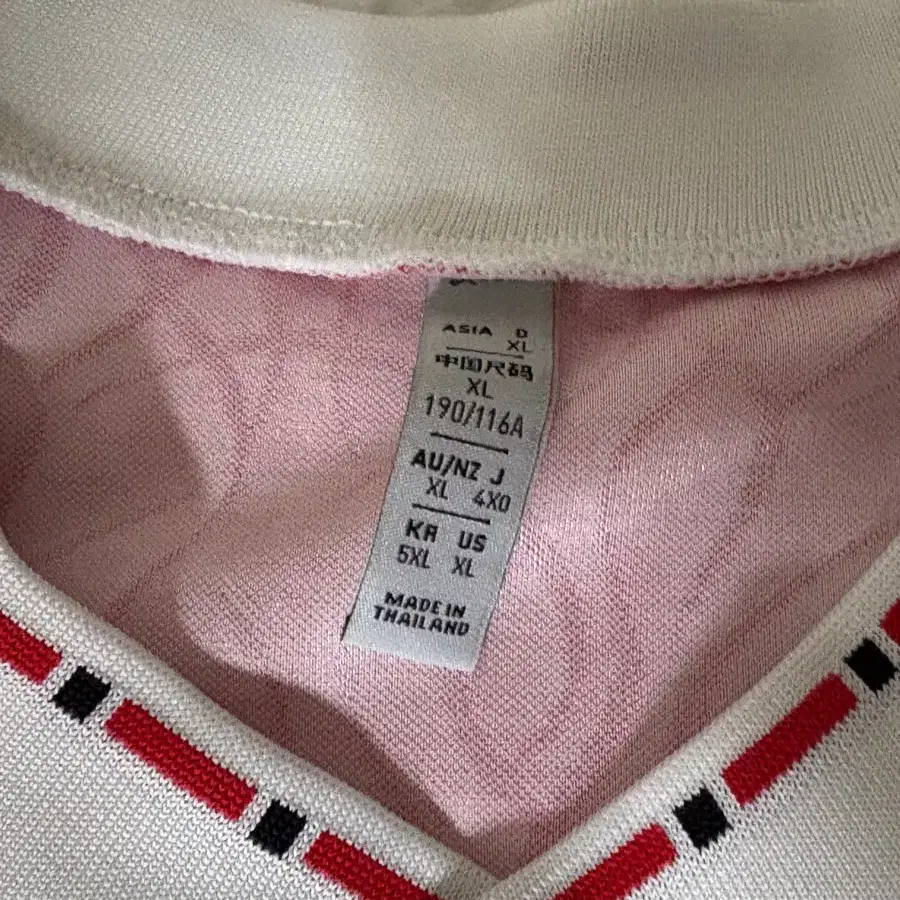 ASIA D
XL
中国尺码
XL
190/116A
AU/NZ J
XL 4XO
KR US
5XL XL
MADE IN
THAILAND